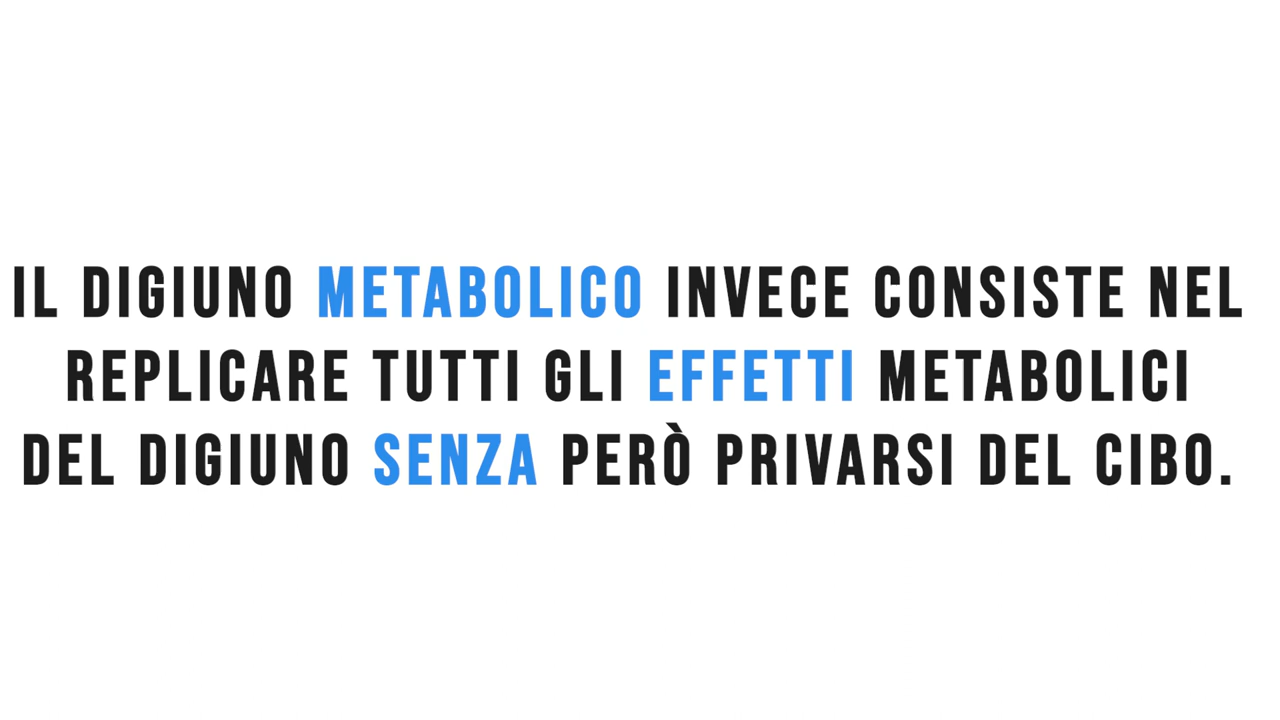 IL DIGIUNO METABOLICO INVECE CONSISTE NEL
REPLICARE TUTTI GLI EFFETTI METABOLICI
DEL DIGIUNO SENZA PERÒ PRIVARSI DEL CIBO.